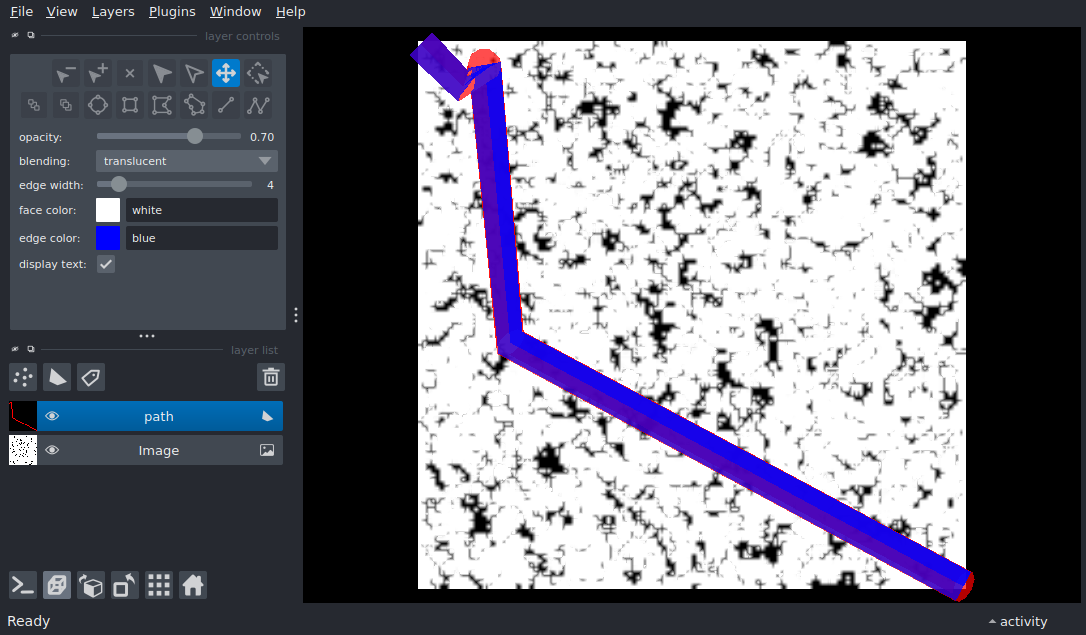 File View Layers Plugins Window Help
layer controls
opacity: 0.70
blending: translucent
edge width: 4
face color: white
edge color: blue
display text:
layer list
path
Image
Ready activity